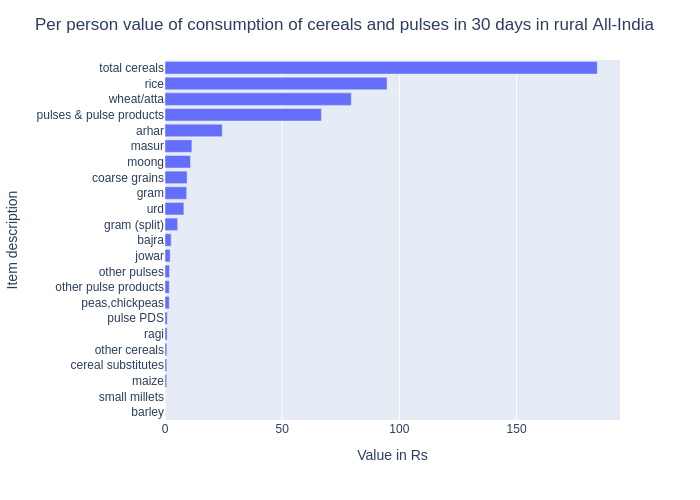 Per person value of consumption of cereals and pulses in 30 days in rural All-India
total cereals
rice
wheat/atta
pulses & pulse products
arhar
masur
moong
coarse grains
gram
urd
gram (split)
bajra
jowar
other pulses
other pulse products
peas,chickpeas
pulse PDS
ragi
other cereals
cereal substitutes
maize
small millets
barley
Item description
0 50 100 150
Value in Rs